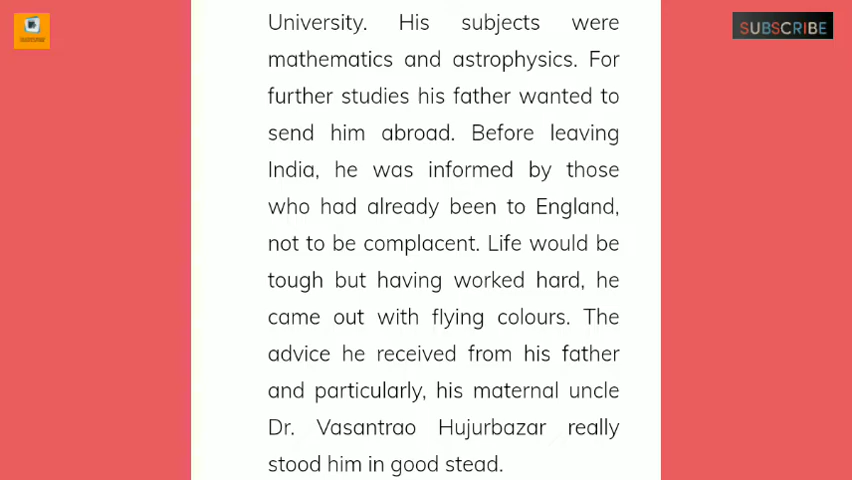 SUBSCRIBE
University. His subjects were
mathematics and astrophysics. For
further studies his father wanted to
send him abroad. Before leaving
India, he was informed by those
who had already been to England,
not to be complacent. Life would be
tough but having worked hard, he
came out with flying colours. The
advice he received from his father
and particularly, his maternal uncle
Dr. Vasantrao Hujurbazar really
stood him in good stead.